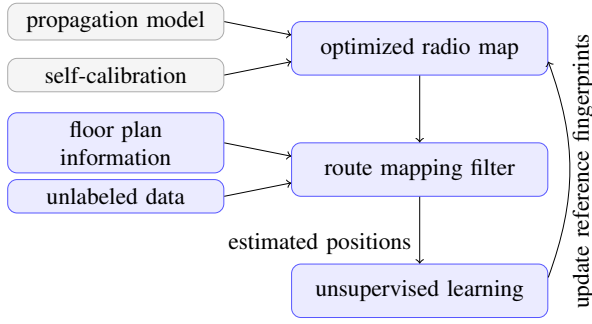 propagation model
optimized radio map
self-calibration
floor plan
information
route mapping filter
unlabeled data
estimated positions
unsupervised learning
update reference fingerprints